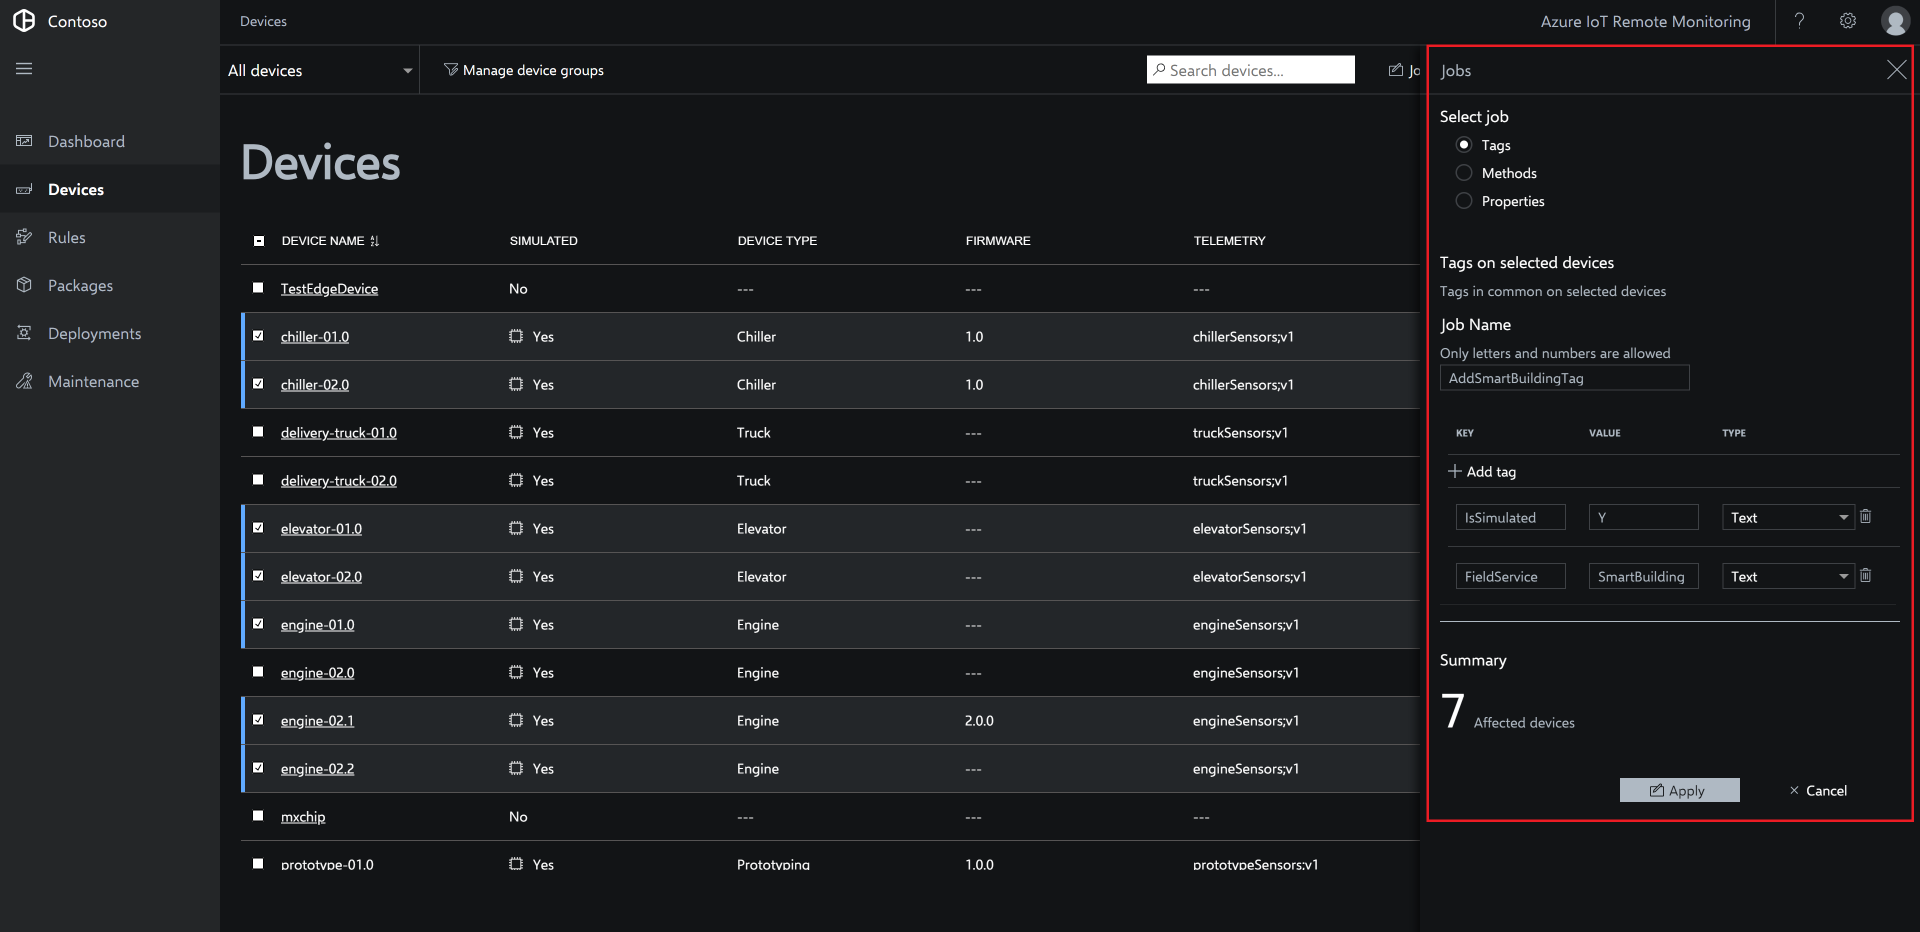 Contoso
Devices
Azure IoT Remote Monitoring
?
All devices
Manage device groups
Search devices...
Jo
Dashboard
Devices
Rules
Packages
Deployments
Maintenance
Devices
DEVICE NAME SIMULATED DEVICE TYPE FIRMWARE TELEMETRY
TestEdgeDevice No --- --- ---
chiller-01.0 Yes Chiller 1.0 chillerSensors;v1
chiller-02.0 Yes Chiller 1.0 chillerSensors;v1
delivery-truck-01.0 Yes Truck --- truckSensors;v1
delivery-truck-02.0 Yes Truck --- truckSensors;v1
elevator-01.0 Yes Elevator --- elevatorSensors;v1
elevator-02.0 Yes Elevator --- elevatorSensors;v1
engine-01.0 Yes Engine --- engineSensors;v1
engine-02.0 Yes Engine --- engineSensors;v1
engine-02.1 Yes Engine 2.0.0 engineSensors;v1
engine-02.2 Yes Engine --- engineSensors;v1
mxchip No --- --- ---
prototype-01.0 Yes Prototyping 1.0.0 prototypeSensors;v1
Jobs
Select job
Tags
Methods
Properties
Tags on selected devices
Tags in common on selected devices
Job Name
Only letters and numbers are allowed
AddSmartBuildingTag
KEY VALUE TYPE
Add tag
IsSimulated Y Text
FieldService SmartBuilding Text
Summary
7 Affected devices
Apply
Cancel